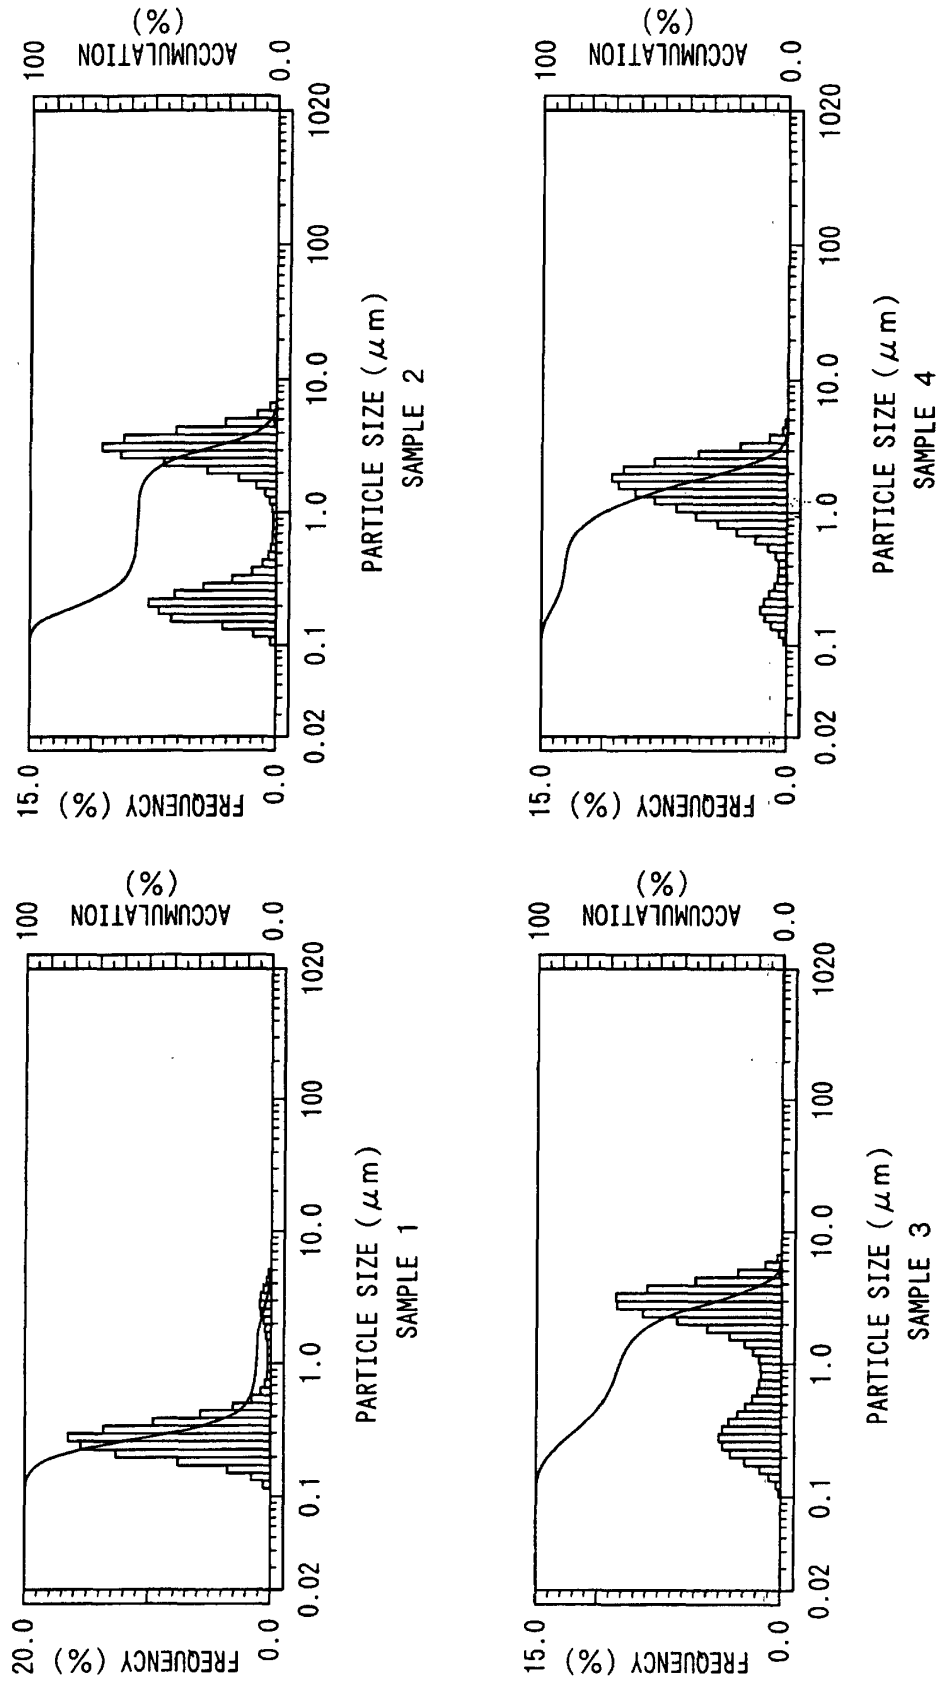 20.0
FREQUENCY (%)
0.0
100
ACCUMULATION
(%)
0.0
0.02
0.1
1.0
10.0
100
1020
PARTICLE SIZE (μm)
SAMPLE 1
15.0
FREQUENCY (%)
0.0
100
ACCUMULATION
(%)
0.0
0.02
0.1
1.0
10.0
100
1020
PARTICLE SIZE (μm)
SAMPLE 2
15.0
FREQUENCY (%)
0.0
100
ACCUMULATION
(%)
0.0
0.02
0.1
1.0
10.0
100
1020
PARTICLE SIZE (μm)
SAMPLE 3
15.0
FREQUENCY (%)
0.0
100
ACCUMULATION
(%)
0.0
0.02
0.1
1.0
10.0
100
1020
PARTICLE SIZE (μm)
SAMPLE 4